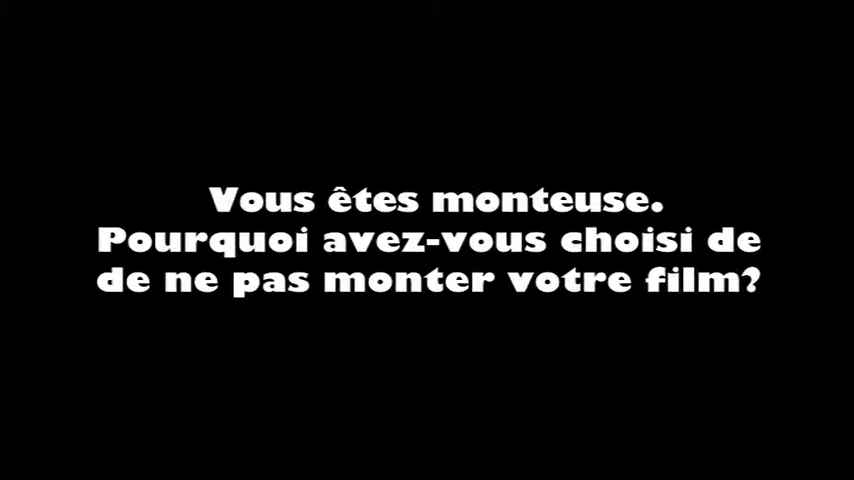 Vous êtes monteuse.
Pourquoi avez-vous choisi de
de ne pas monter votre film?